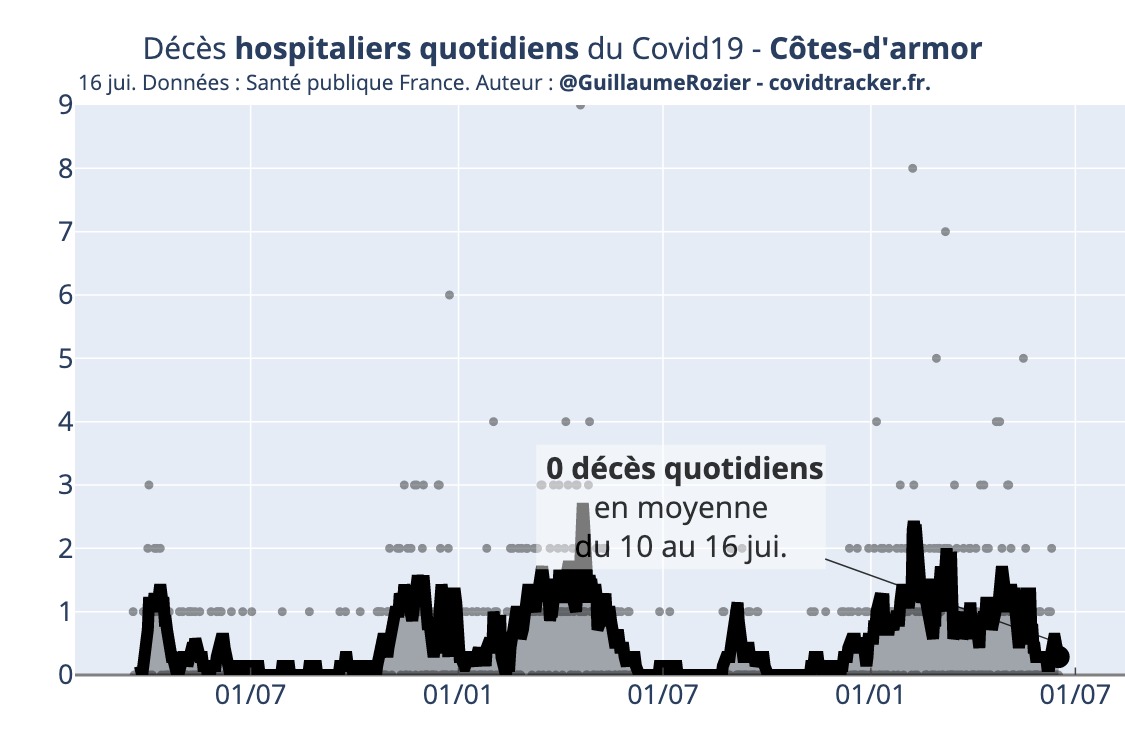 Décès hospitaliers quotidiens du Covid19 - Côtes-d'armor
16 jui. Données : Santé publique France. Auteur : @GuillaumeRozier - covidtracker.fr.
9
8
7
6
5
4
3
2
1
0
0 décès quotidiens
en moyenne
du 10 au 16 jui.
01/07 01/01 01/07 01/01 01/07